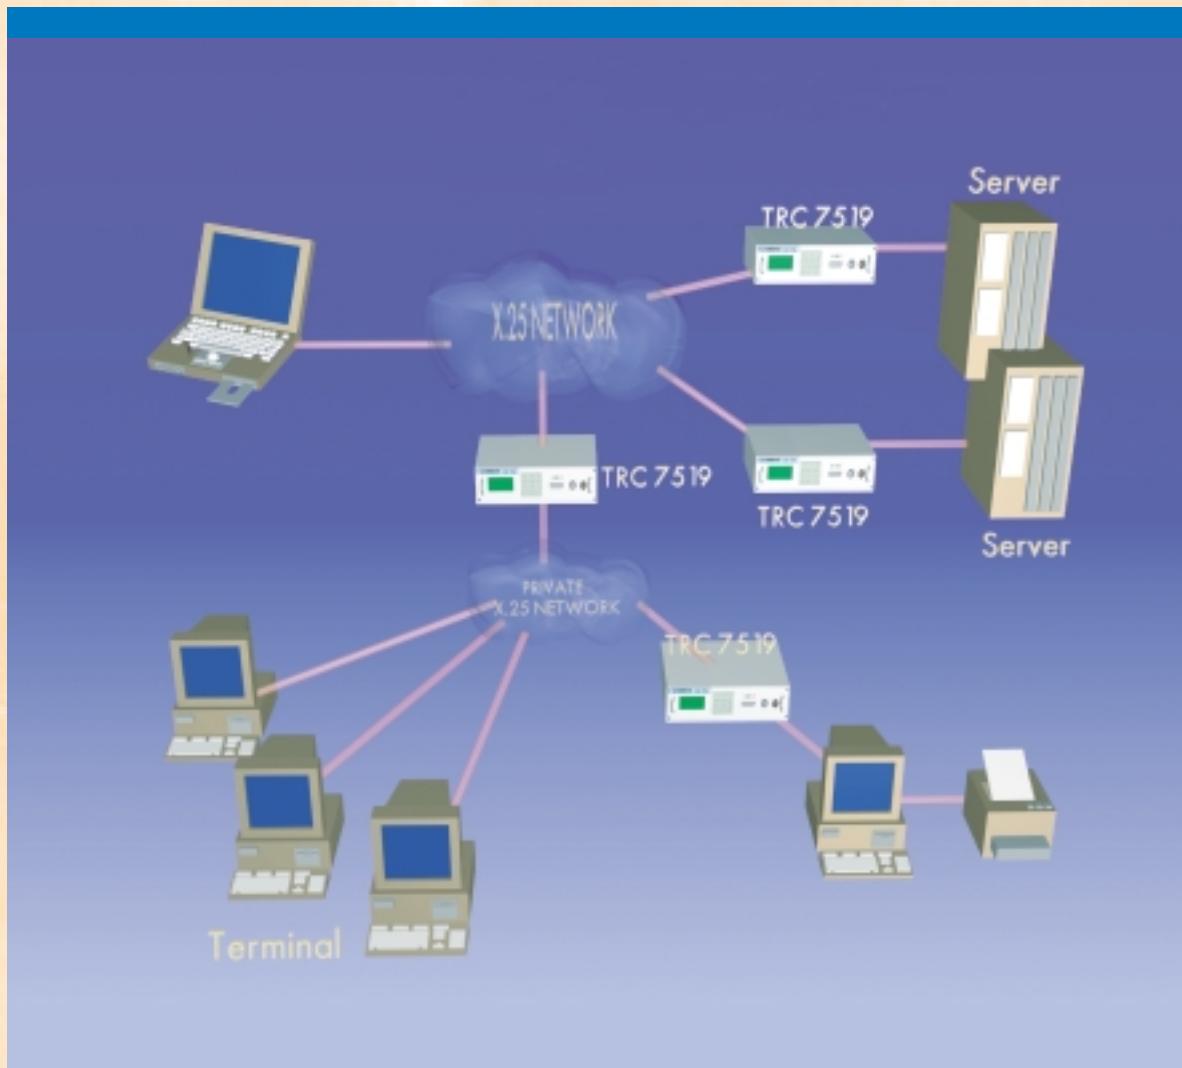 Server
TRC 7519
X.25 NETWORK
TRC 7519
TRC 7519
Server
PRIVATE
X.25 NETWORK
TRC 7519
Terminal